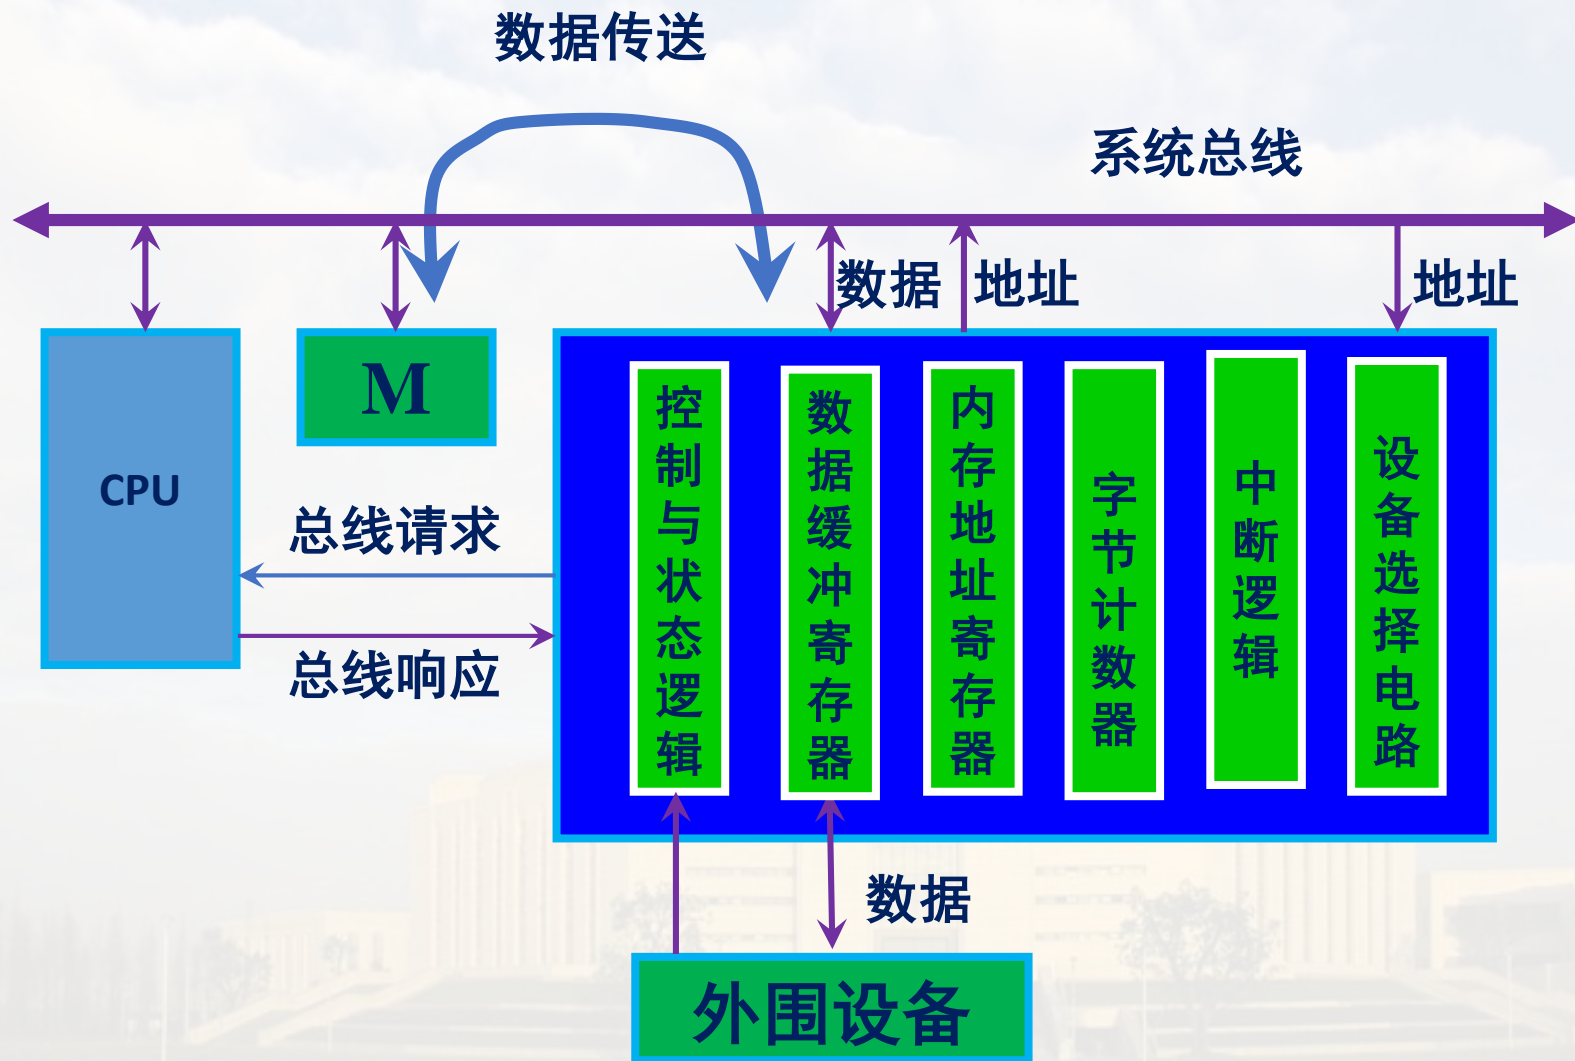 数据传送
系统总线
数据
地址
地址
M
CPU
总线请求
总线响应
控制与状态逻辑
数据缓冲寄存器
内存地址寄存器
字节计数器
中断逻辑
设备选择电路
数据
外围设备